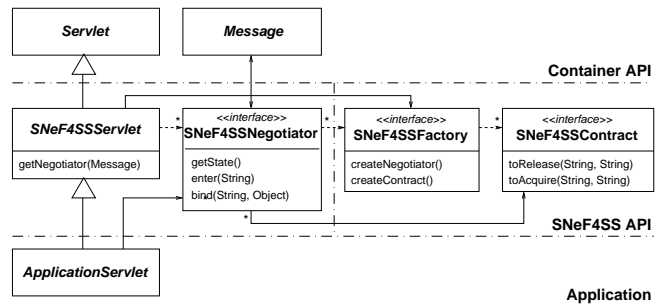 Servlet
Message
Container API
SNeF4SSServlet
getNegotiator(Message)
*
<<interface>>
SNeF4SSNegotiator
getState()
enter(String)
bind(String, Object)
*
<<interface>>
SNeF4SSFactory
createNegotiator()
createContract()
*
<<interface>>
SNeF4SSContract
toRelease(String, String)
toAcquire(String, String)
*
SNeF4SS API
ApplicationServlet
Application